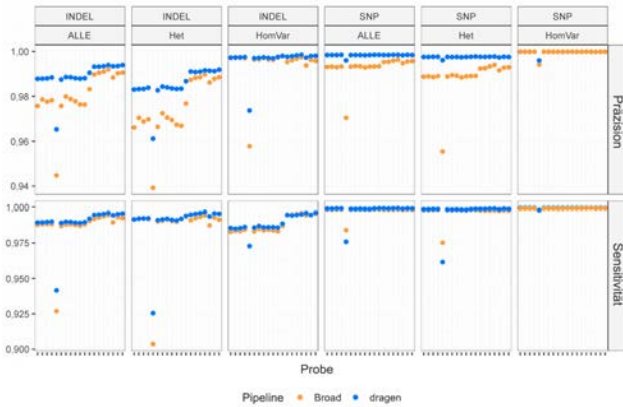 INDEL INDEL INDEL SNP SNP SNP
ALLE Het HomVar ALLE Het HomVar
1.00
0.98
0.96
0.94
Präzision
1.000
0.975
0.950
0.925
0.900
Sensitivität
Probe
Pipeline Broad dragen